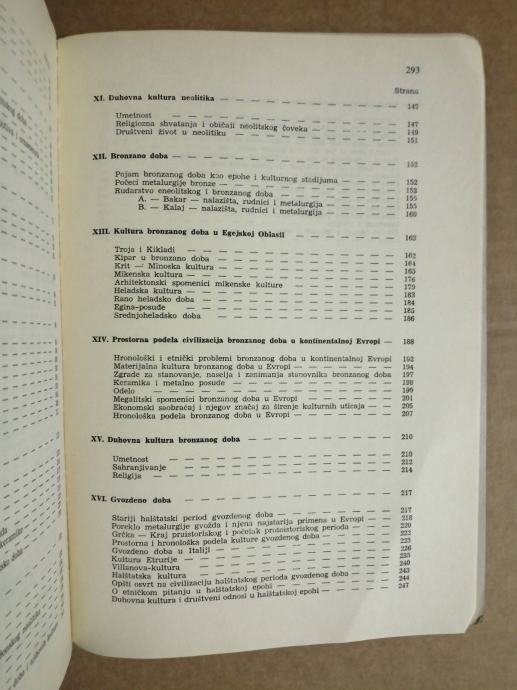 293
Strana
XI. Duhovna kultura neolitika — — — — — — — — — 147
Umetnost — — — — — — — — — — 147
Religiozna shvatanja i običaji neolitskog čoveka — — — — — 149
Društveni život u neolitiku — — — — — — — — 151
XII. Bronzano doba — — — — — — — — — — — 152
Pojam bronzanog doba kao epohe i kulturnog stadijuma — — — 152
Počeci metalurgije bronze — — — — — — — — — 153
Rudarstvo eneolitskog i bronzanog doba — — — — — — 155
A. — Bakar — nalazišta, rudnici i metalurgija — — — — 155
B. — Kalaj — nalazišta, rudnici i metalurgija — — — — 160
XIII. Kultura bronzanog doba u Egejskoj Oblasti — — — — — 162
Troja i Kikladi — — — — — — — — — — 162
Kipar u bronzano doba — — — — — — — — — 164
Krit — Minoska kultura — — — — — — — — — 165
Mikenska kultura — — — — — — — — — — 176
Arhitektonski spomenici mikenske kulture — — — — — 179
Heladska kultura — — — — — — — — — — 183
Rano heladsko doba — — — — — — — — — 184
Egina-posuđe — — — — — — — — — — 185
Srednjoheladsko doba — — — — — — — — — 186
XIV. Prostorna podela civilizacija bronzanog doba u kontinentalnoj Evropi — 188
Hronološki i etnički problemi bronzanog doba u kontinentalnoj Evropi 192
Materijalna kultura bronzanog doba u Evropi — — — — — 194
Zgrade za stanovanje, naselja i zanimanja stanovnika bronzanog doba 197
Keramika i metalno posuđe — — — — — — — — 198
Odelo — — — — — — — — — — — 199
Megalitski spomenici bronzanog doba u Evropi — — — — 201
Ekonomski saobraćaj i njegov značaj za širenje kulturnih uticaja — — 205
Hronološka podela bronzanog doba u Evropi — — — — — 207
XV. Duhovna kultura bronzanog doba — — — — — — — 210
Umetnost — — — — — — — — — — 210
Sahranjivanje — — — — — — — — — — 212
Religija — — — — — — — — — — — 214
XVI. Gvozdeno doba — — — — — — — — — — 217
Stariji halštatski period gvozdenog doba — — — — — — 217
Poreklo metalurgije gvožđa i njena najstarija primena u Evropi — — 218
Grčka — Kraj praistorijskog i početak protoistorijskog perioda — — 220
Prostorna i hronološka podela kulture gvozdenog doba — — — 222
Gvozdeno doba u Italiji — — — — — — — — 223
Kultura Etrurije — — — — — — — — — — 226
Villanova-kultura — — — — — — — — — — 235
Halštatska kultura — — — — — — — — — 240
Opšti osvrt na civilizaciju halštatskog perioda gvozdenog doba — — 243
O etničkom pitanju u halštatskoj epohi — — — — — — 244
Duhovna kultura i društveni odnosi u halštatskoj epohi — — — 247